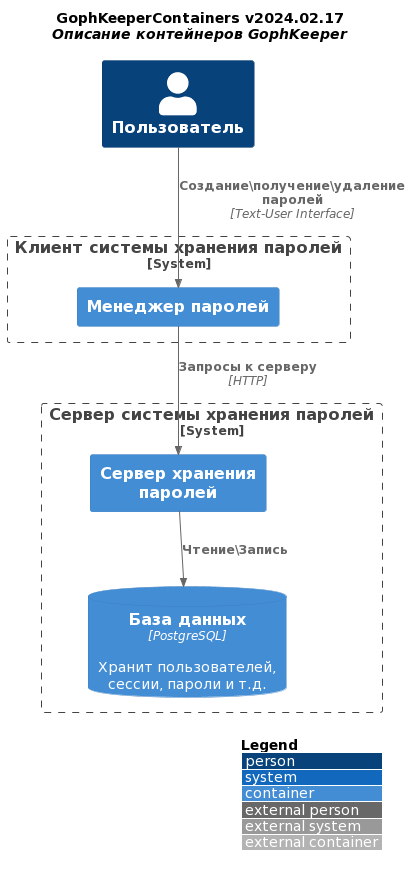 GophKeeperContainers v2024.02.17
Описание контейнеров GophKeeper
Пользователь
Создание\получение\удаление
паролей
[Text-User Interface]
Клиент системы хранения паролей
[System]
Менеджер паролей
Запросы к серверу
[HTTP]
Сервер системы хранения паролей
[System]
Сервер хранения
паролей
Чтение\Запись
База данных
[PostgreSQL]
Хранит пользователей,
сессии, пароли и т.д.
Legend
person
system
container
external person
external system
external container